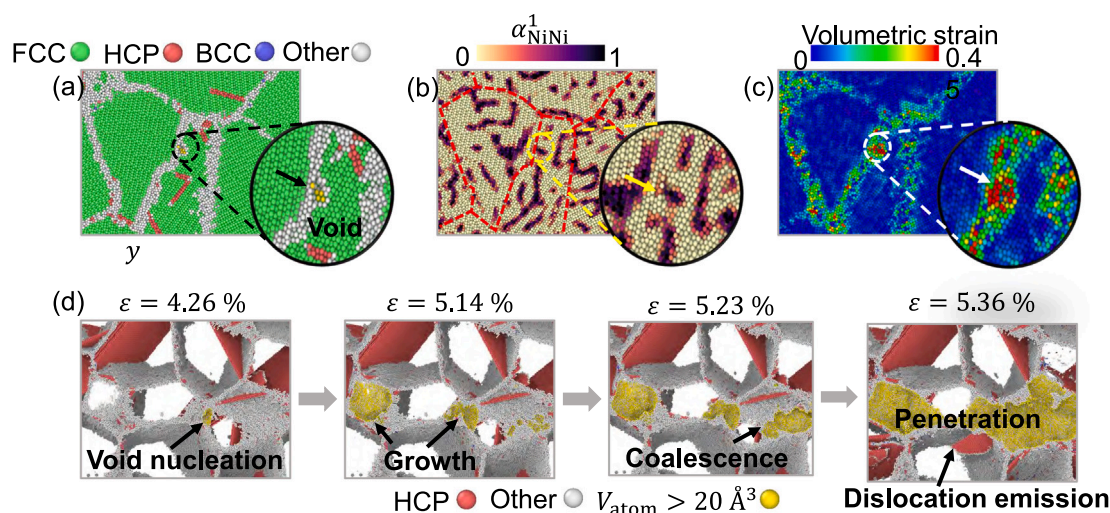 FCC HCP BCC Other
α¹NiNi
0 1
Volumetric strain
0 0.4
5
(a) (b) (c)
Void
y
(d) ε = 4.26 % ε = 5.14 % ε = 5.23 % ε = 5.36 %
Void nucleation Growth Coalescence Penetration
HCP Other V_atom > 20 Å³ Dislocation emission